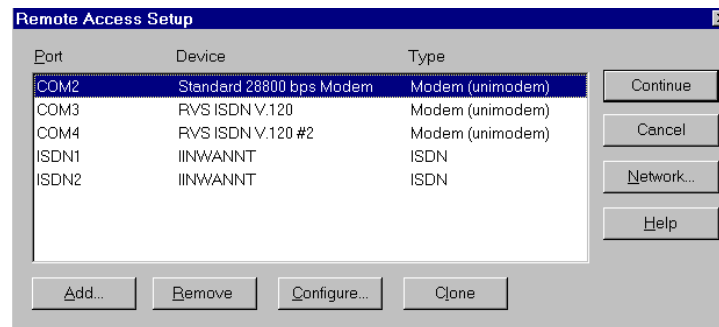 Remote Access Setup
Port Device Type
COM2 Standard 28800 bps Modem Modem (unimodem)
COM3 RVS ISDN V.120 Modem (unimodem)
COM4 RVS ISDN V.120 #2 Modem (unimodem)
ISDN1 IINWANNT ISDN
ISDN2 IINWANNT ISDN
Continue
Cancel
Network...
Help
Add... Remove Configure... Clone